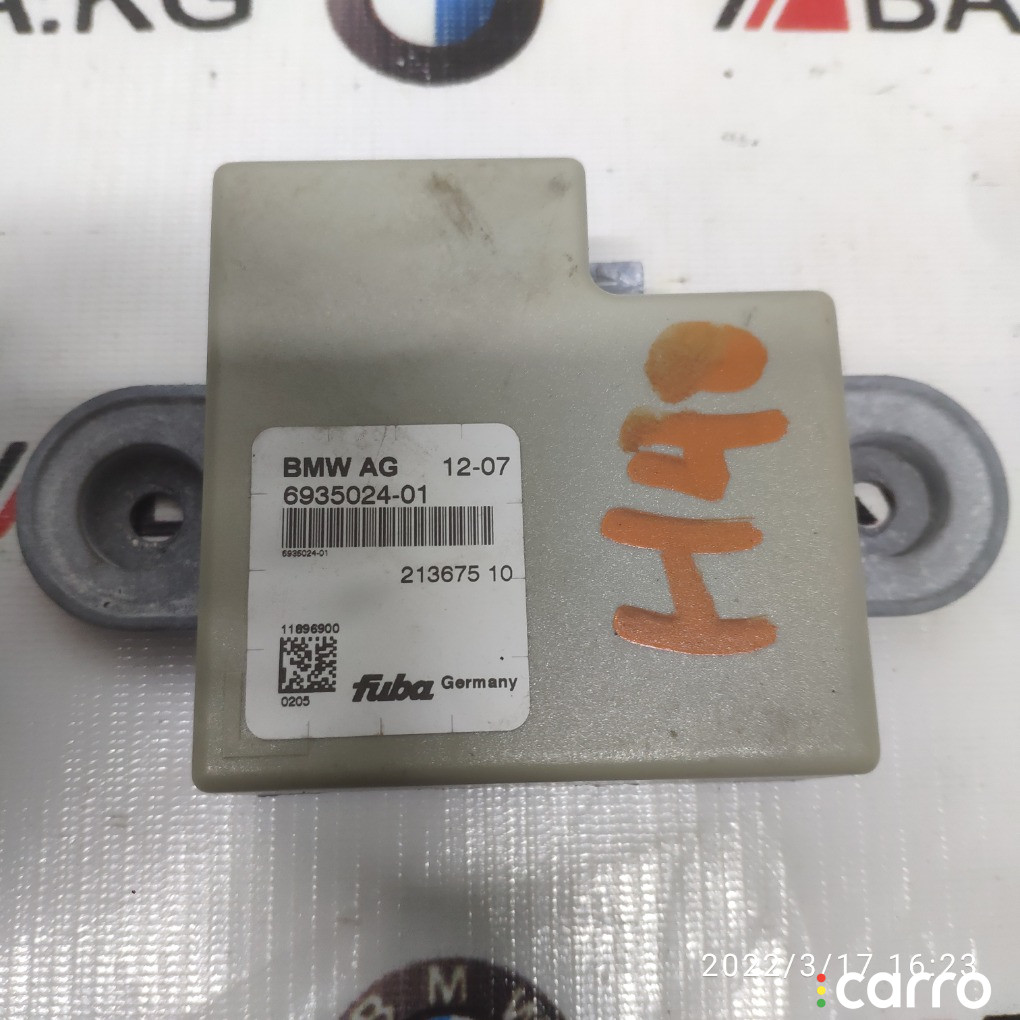 A.KG
BA
BMW AG 12-07
6935024-01
6935024-01
213675 10
11896900
0205
fuba Germany
H40
B M W
2022/3/17 16:23
carro